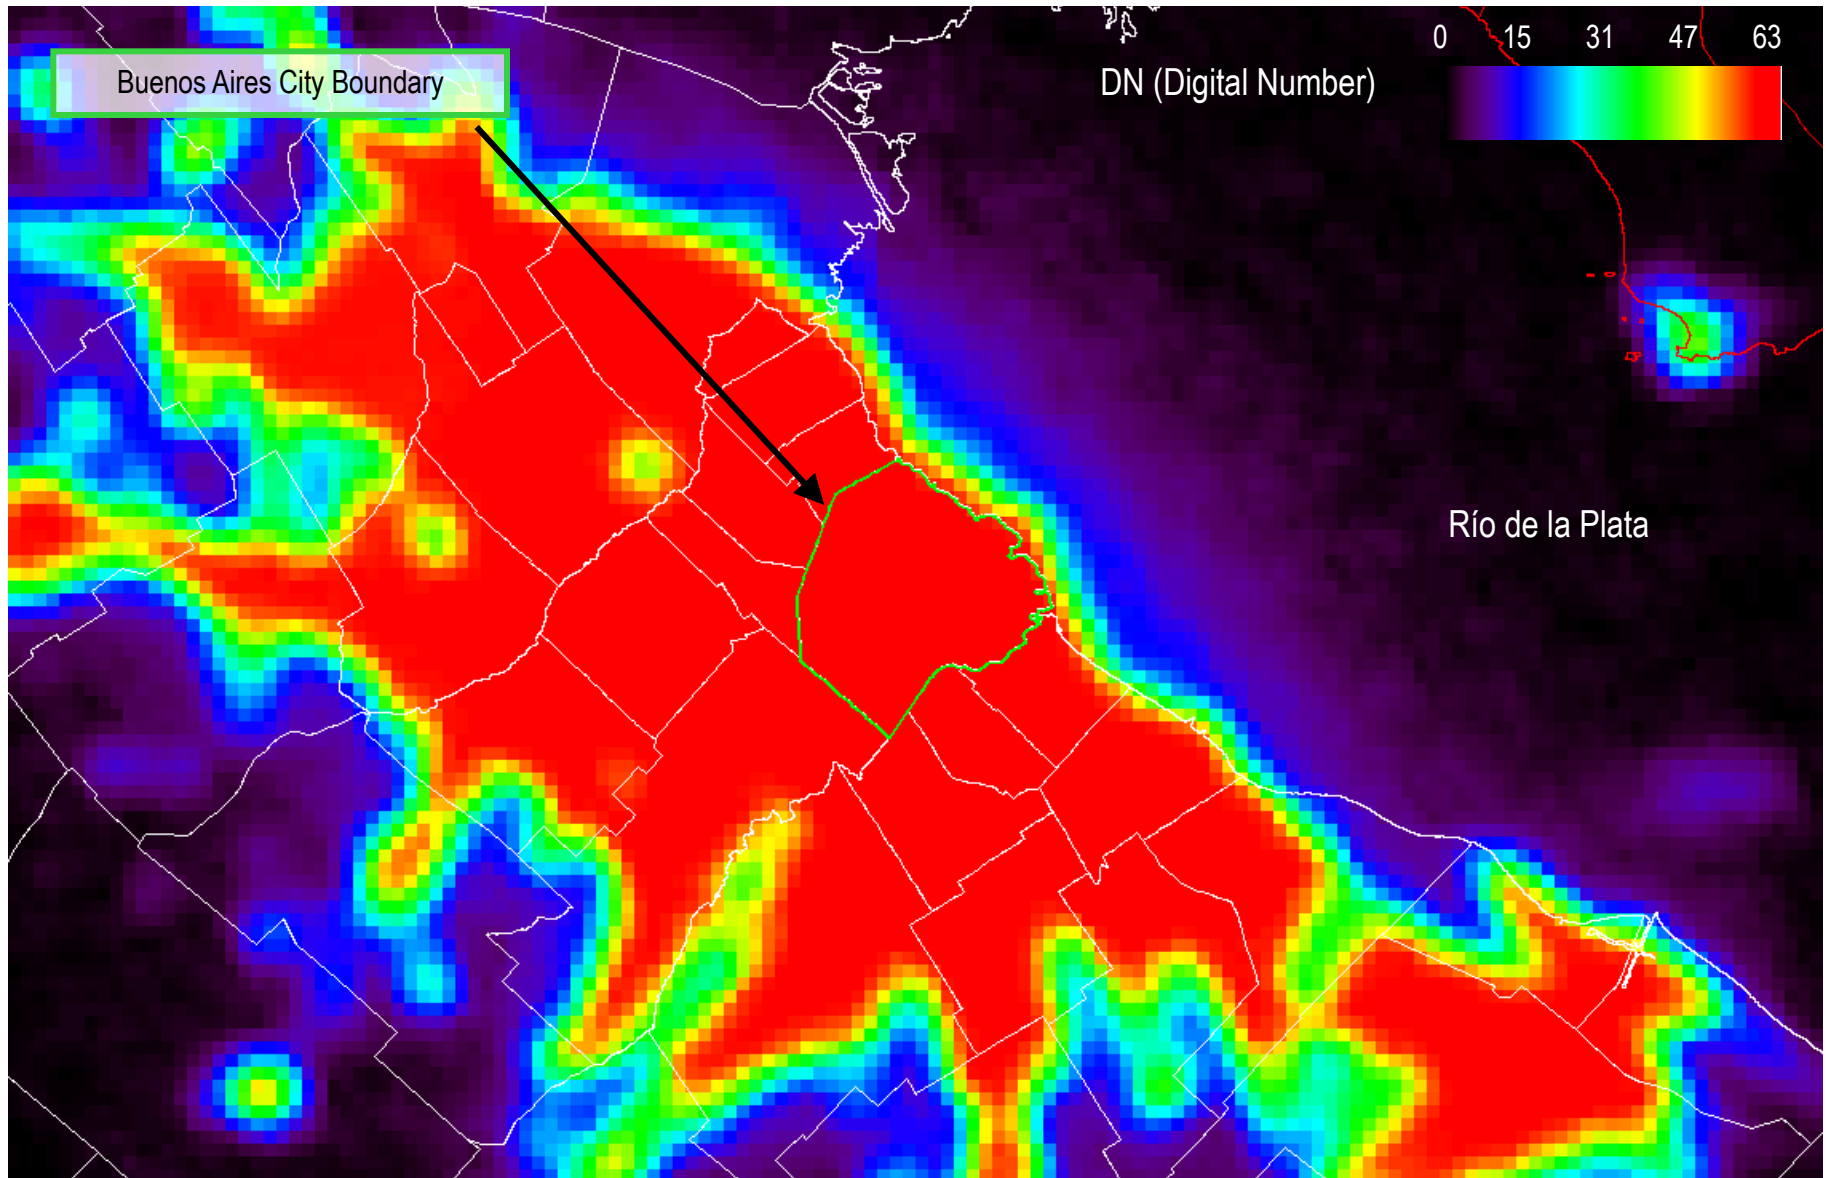 Buenos Aires City Boundary
0 15 31 47 63
DN (Digital Number)
Río de la Plata